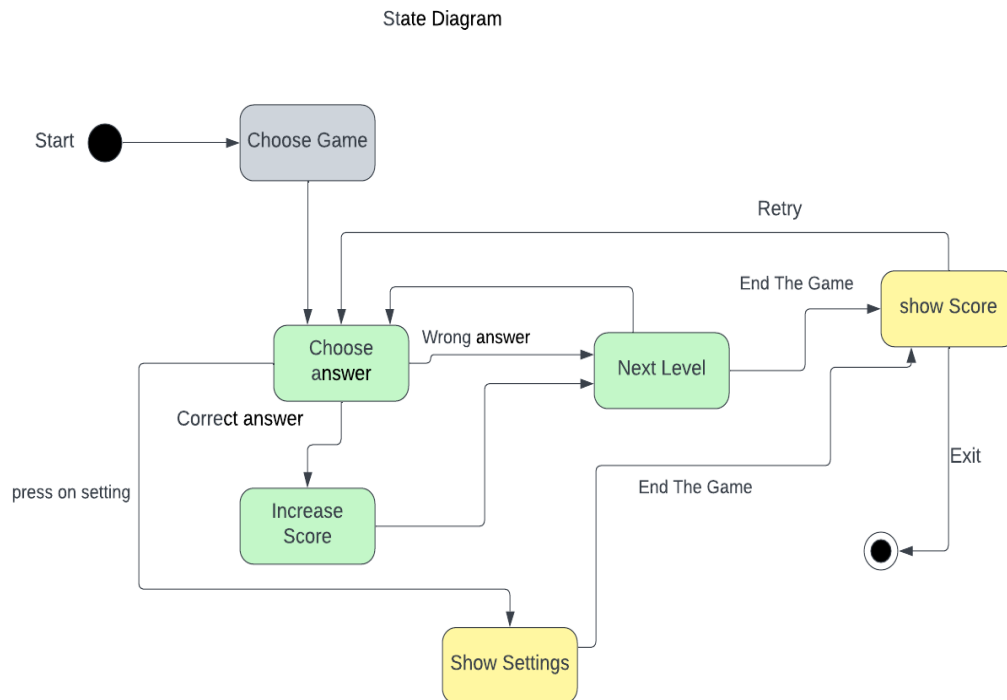 State Diagram
Start
Choose Game
Retry
End The Game
show Score
Choose
answer
Wrong answer
Next Level
Correct answer
Exit
press on setting
End The Game
Increase
Score
Show Settings